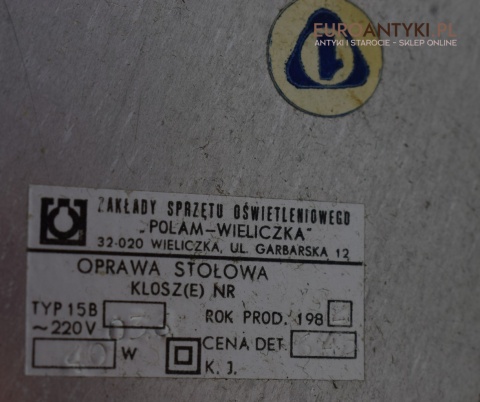 EUROANTYKI.PL
ANTYKI I STAROCIE - SKLEP ONLINE
1
ZAKŁADY SPRZĘTU OŚWIETLENIOWEGO
"POLAM-WIELICZKA"
32-020 WIELICZKA, UL. GARBARSKA 12
OPRAWA STOŁOWA
KLOSZ(E) NR
TYP 15B ROK PROD. 198
~220V CENA DET
W K. J.